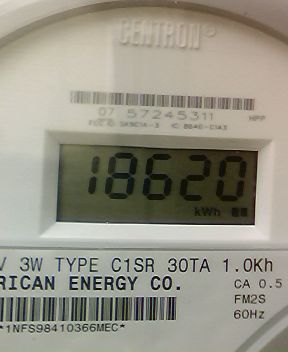 CENTRON®
07 57245311 HPP
18620
kWh
V 3W TYPE C1SR 30TA 1.0Kh
RICAN ENERGY CO. CA 0.5
FM2S
60Hz
*1NFS98410366MEC*